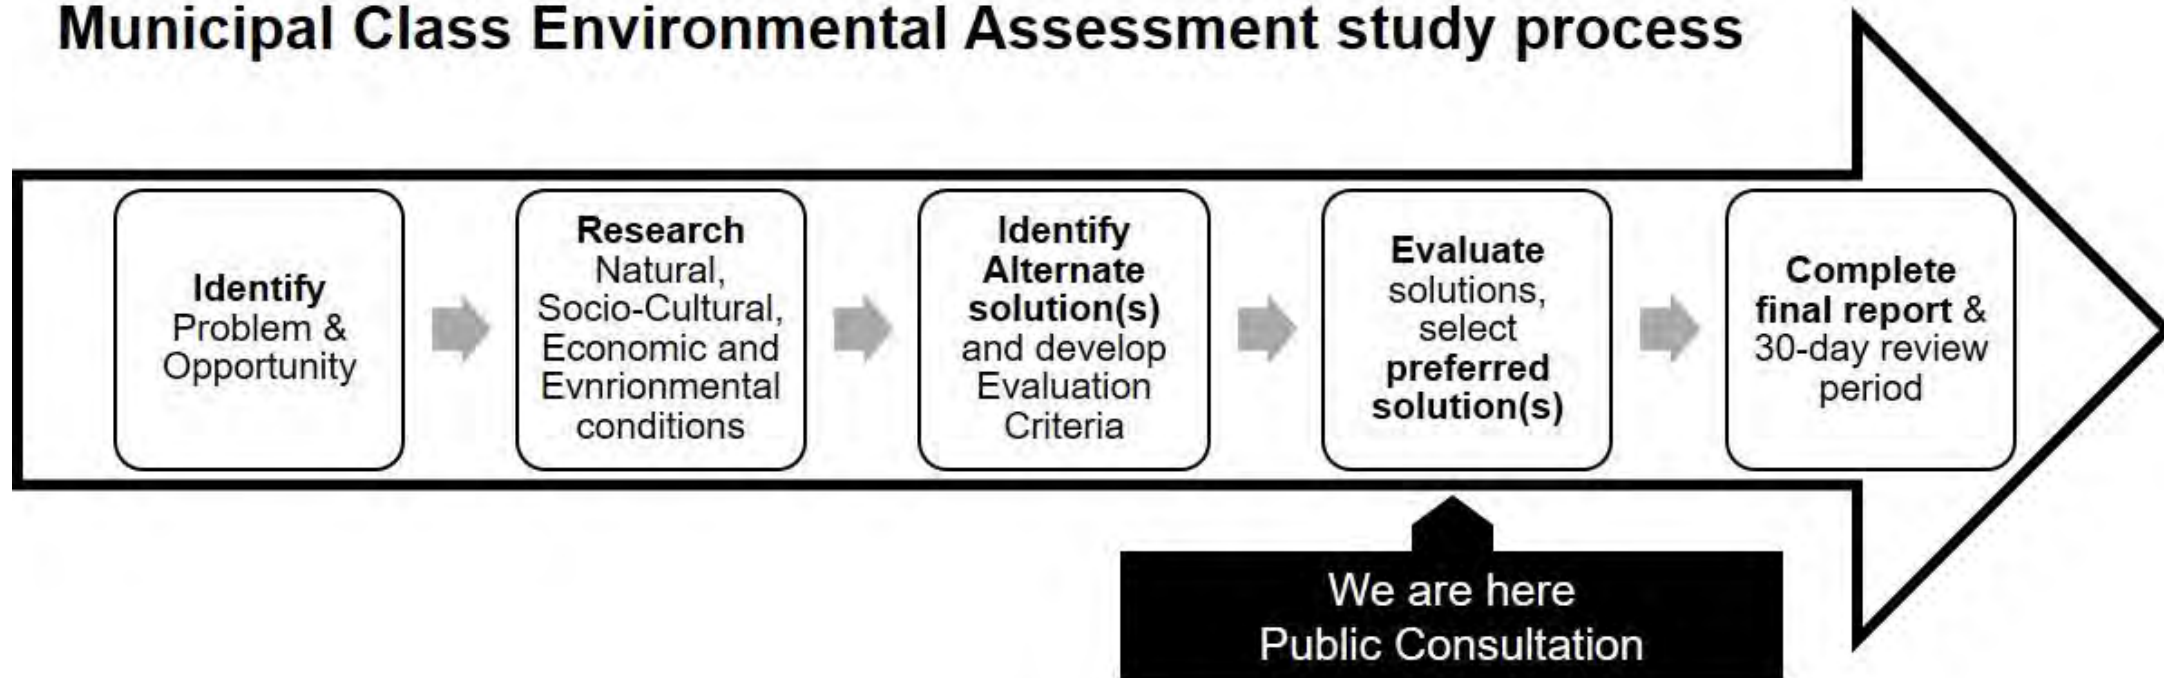 Municipal Class Environmental Assessment study process
Identify
Problem &
Opportunity
Research
Natural,
Socio-Cultural,
Economic and
Evnrionmental
conditions
Identify
Alternate
solution(s)
and develop
Evaluation
Criteria
Evaluate
solutions,
select
preferred
solution(s)
Complete
final report &
30-day review
period
We are here
Public Consultation